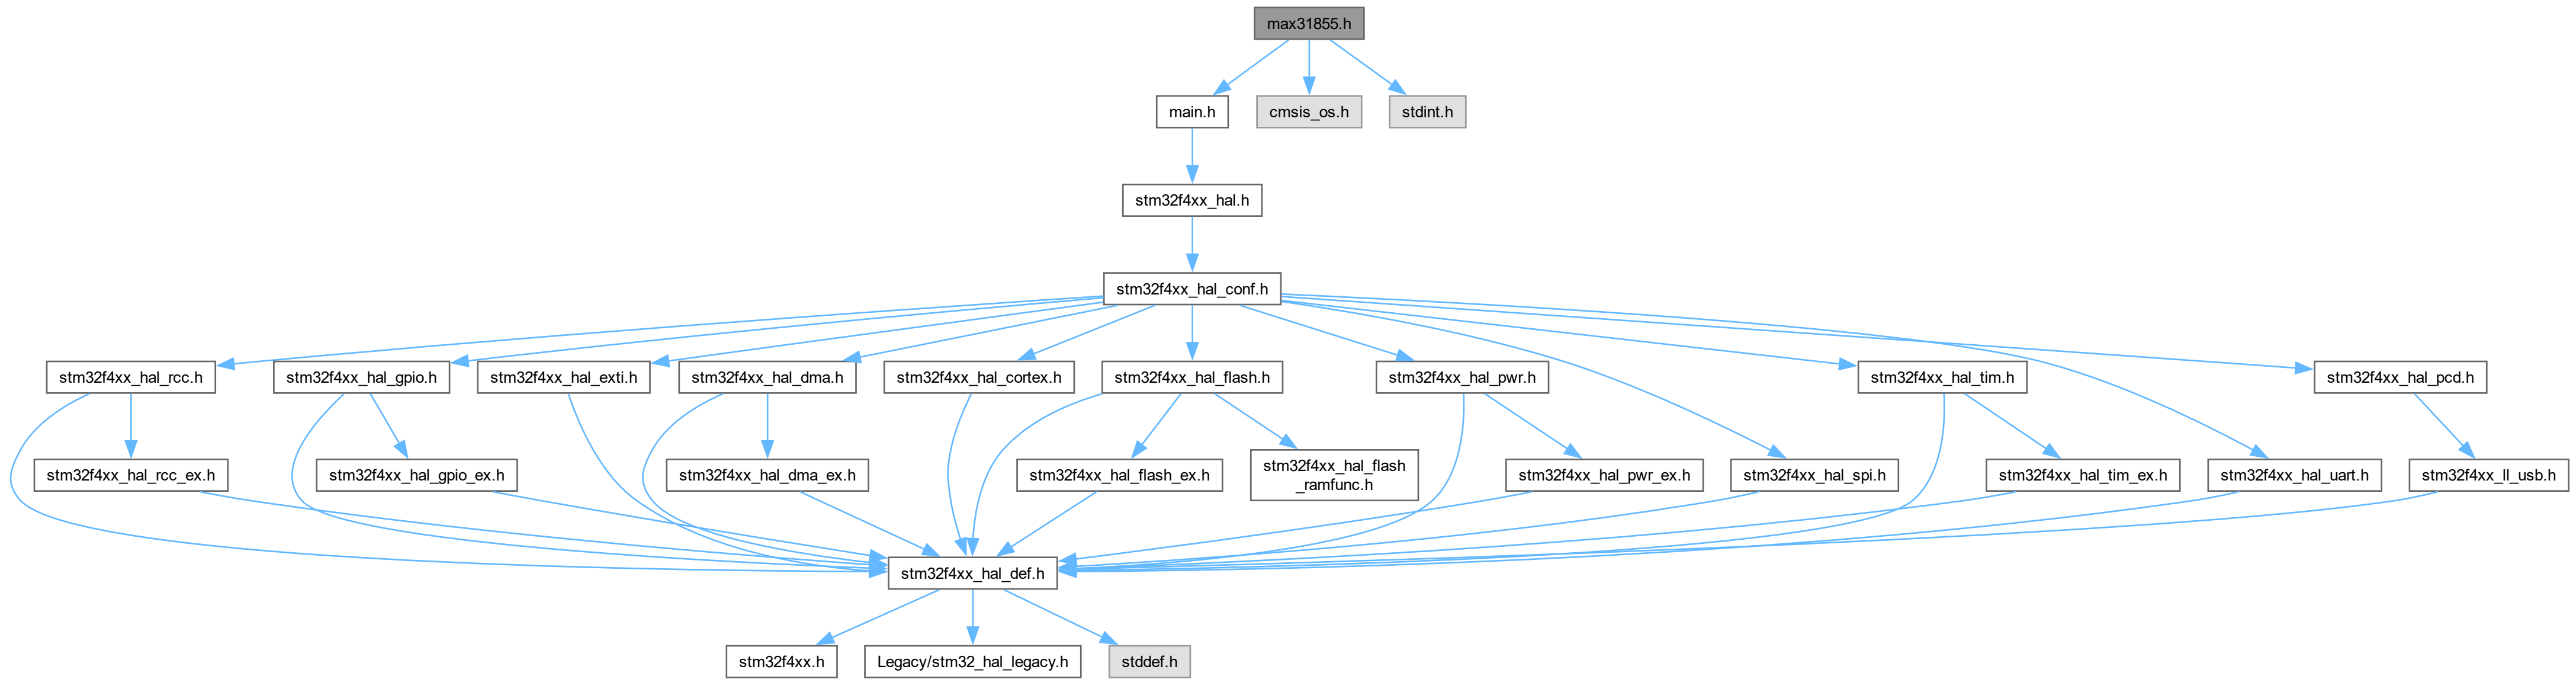 max31855.h
main.h
cmsis_os.h
stdint.h
stm32f4xx_hal.h
stm32f4xx_hal_conf.h
stm32f4xx_hal_rcc.h
stm32f4xx_hal_gpio.h
stm32f4xx_hal_exti.h
stm32f4xx_hal_dma.h
stm32f4xx_hal_cortex.h
stm32f4xx_hal_flash.h
stm32f4xx_hal_pwr.h
stm32f4xx_hal_tim.h
stm32f4xx_hal_pcd.h
stm32f4xx_hal_rcc_ex.h
stm32f4xx_hal_gpio_ex.h
stm32f4xx_hal_dma_ex.h
stm32f4xx_hal_flash_ex.h
stm32f4xx_hal_flash
_ramfunc.h
stm32f4xx_hal_pwr_ex.h
stm32f4xx_hal_spi.h
stm32f4xx_hal_tim_ex.h
stm32f4xx_hal_uart.h
stm32f4xx_ll_usb.h
stm32f4xx_hal_def.h
stm32f4xx.h
Legacy/stm32_hal_legacy.h
stddef.h